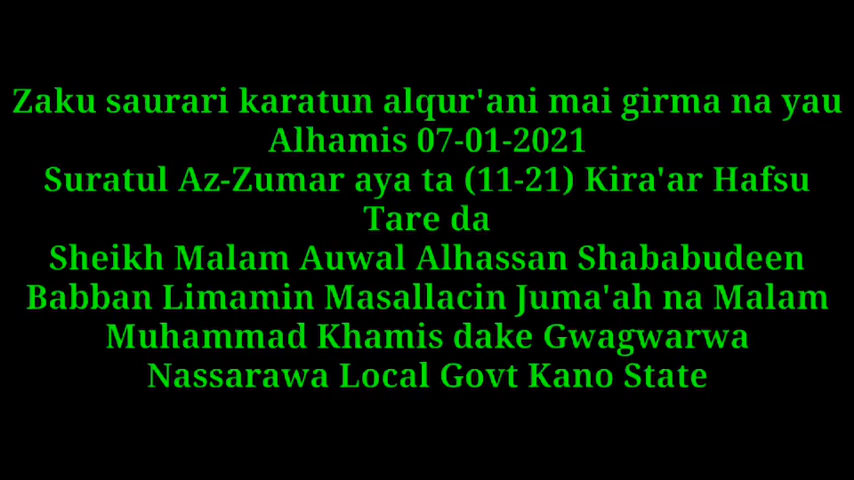 Zaku saurari karatun alqur'ani mai girma na yau
Alhamis 07-01-2021
Suratul Az-Zumar aya ta (11-21) Kira'ar Hafsu
Tare da
Sheikh Malam Auwal Alhassan Shababudeen
Babban Limamin Masallacin Juma'ah na Malam
Muhammad Khamis dake Gwagwarwa
Nassarawa Local Govt Kano State